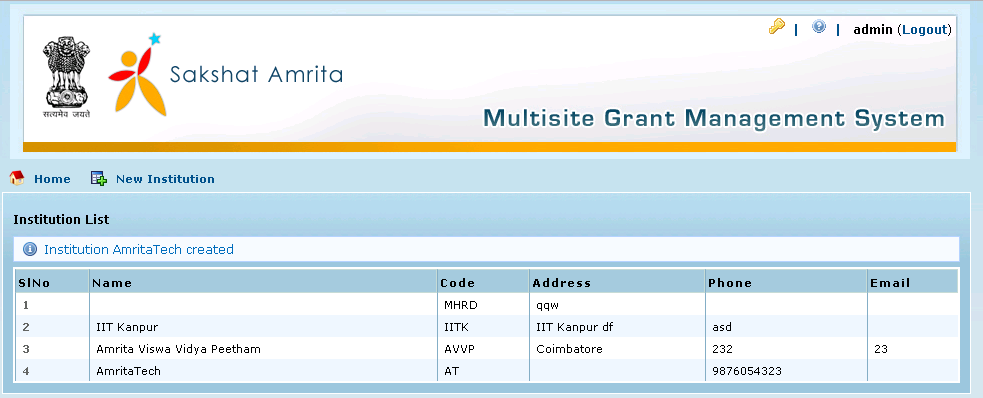 | | admin (Logout)
सत्यमेव जयते
Sakshat Amrita
Multisite Grant Management System
Home New Institution
Institution List
Institution AmritaTech created
SlNo Name Code Address Phone Email
1 MHRD qqw
2 IIT Kanpur IITK IIT Kanpur df asd
3 Amrita Viswa Vidya Peetham AVVP Coimbatore 232 23
4 AmritaTech AT 9876054323